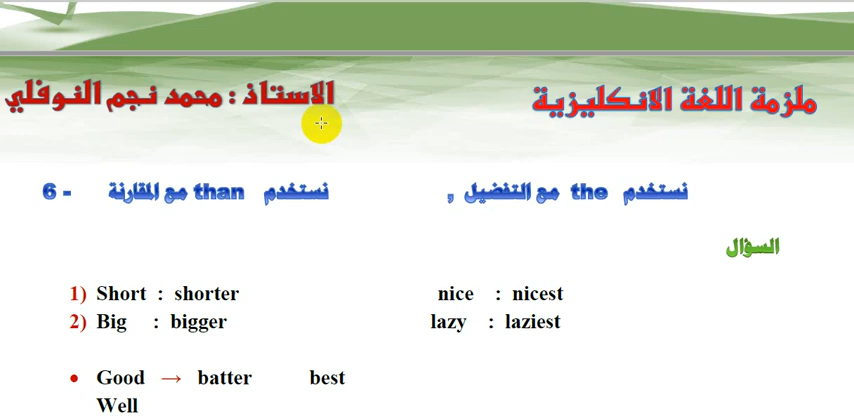 ملزمة اللغة الانكليزية الاستاذ : محمد نجم النوفلي
نستخدم the مع التفضيل , نستخدم than مع المقارنة - 6
السؤال
1) Short : shorter nice : nicest
2) Big : bigger lazy : laziest
• Good → batter best
Well